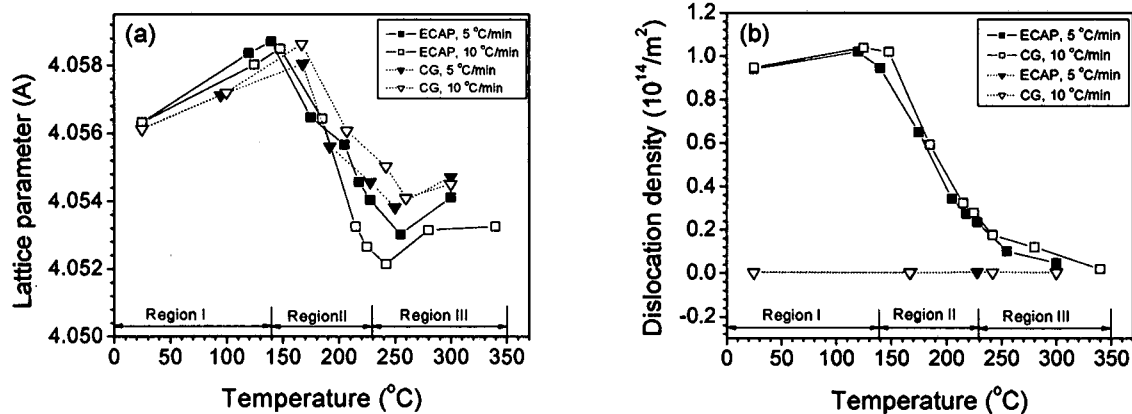 (a)
ECAP, 5 °C/min
ECAP, 10 °C/min
CG, 5 °C/min
CG, 10 °C/min
Lattice parameter (A)
4.058
4.056
4.054
4.052
4.050
Region I
RegionII
Region III
0 50 100 150 200 250 300 350
Temperature (°C)
(b)
ECAP, 5 °C/min
CG, 10 °C/min
ECAP, 5 °C/min
CG, 10 °C/min
Dislocation density (10¹⁴/m²)
1.2
1.0
0.8
0.6
0.4
0.2
0.0
-0.2
Region I
Region II
Region III
0 50 100 150 200 250 300 350
Temperature (°C)